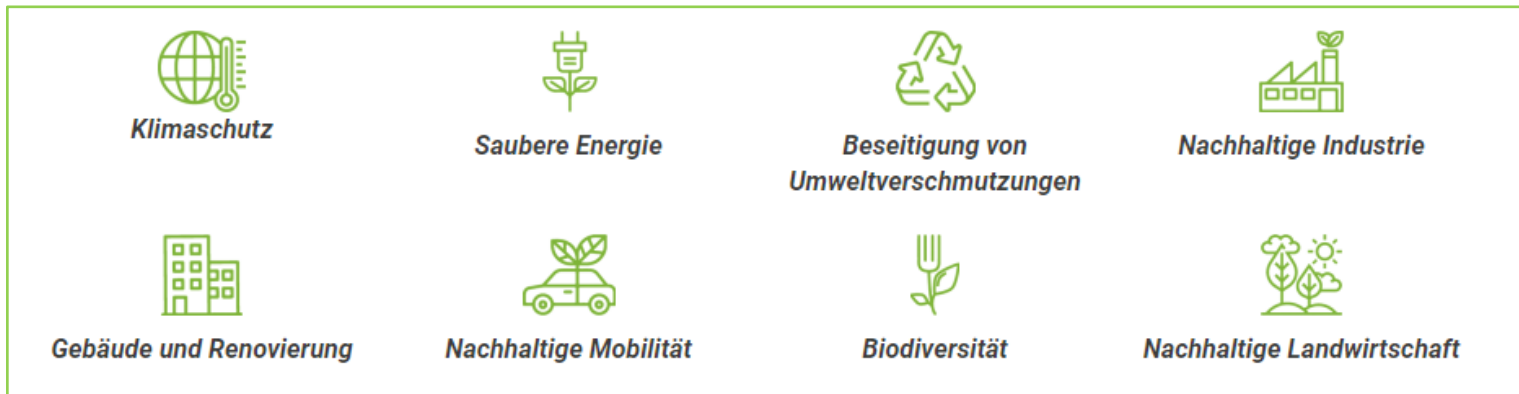 Klimaschutz
Saubere Energie
Beseitigung von
Umweltverschmutzungen
Nachhaltige Industrie
Gebäude und Renovierung
Nachhaltige Mobilität
Biodiversität
Nachhaltige Landwirtschaft